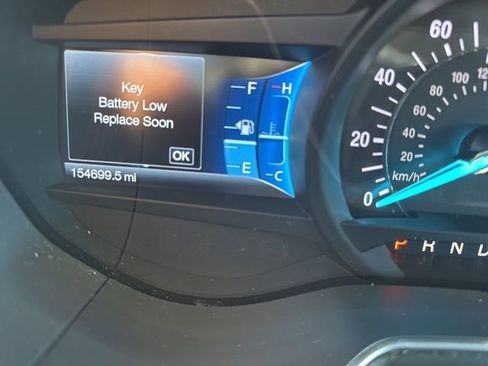 Key
Battery Low
Replace Soon
OK
154699.5 mi
F
E
H
C
60
40
20
0
120
100
80
60
40
20
km/h
P R N D